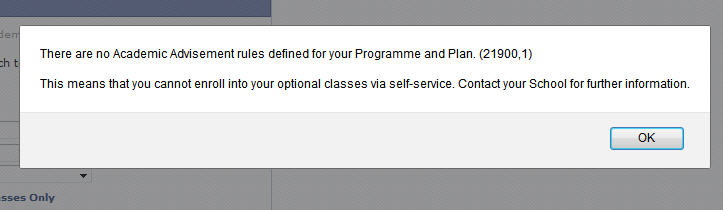 There are no Academic Advisement rules defined for your Programme and Plan. (21900,1)
This means that you cannot enroll into your optional classes via self-service. Contact your School for further information.
OK
sses Only